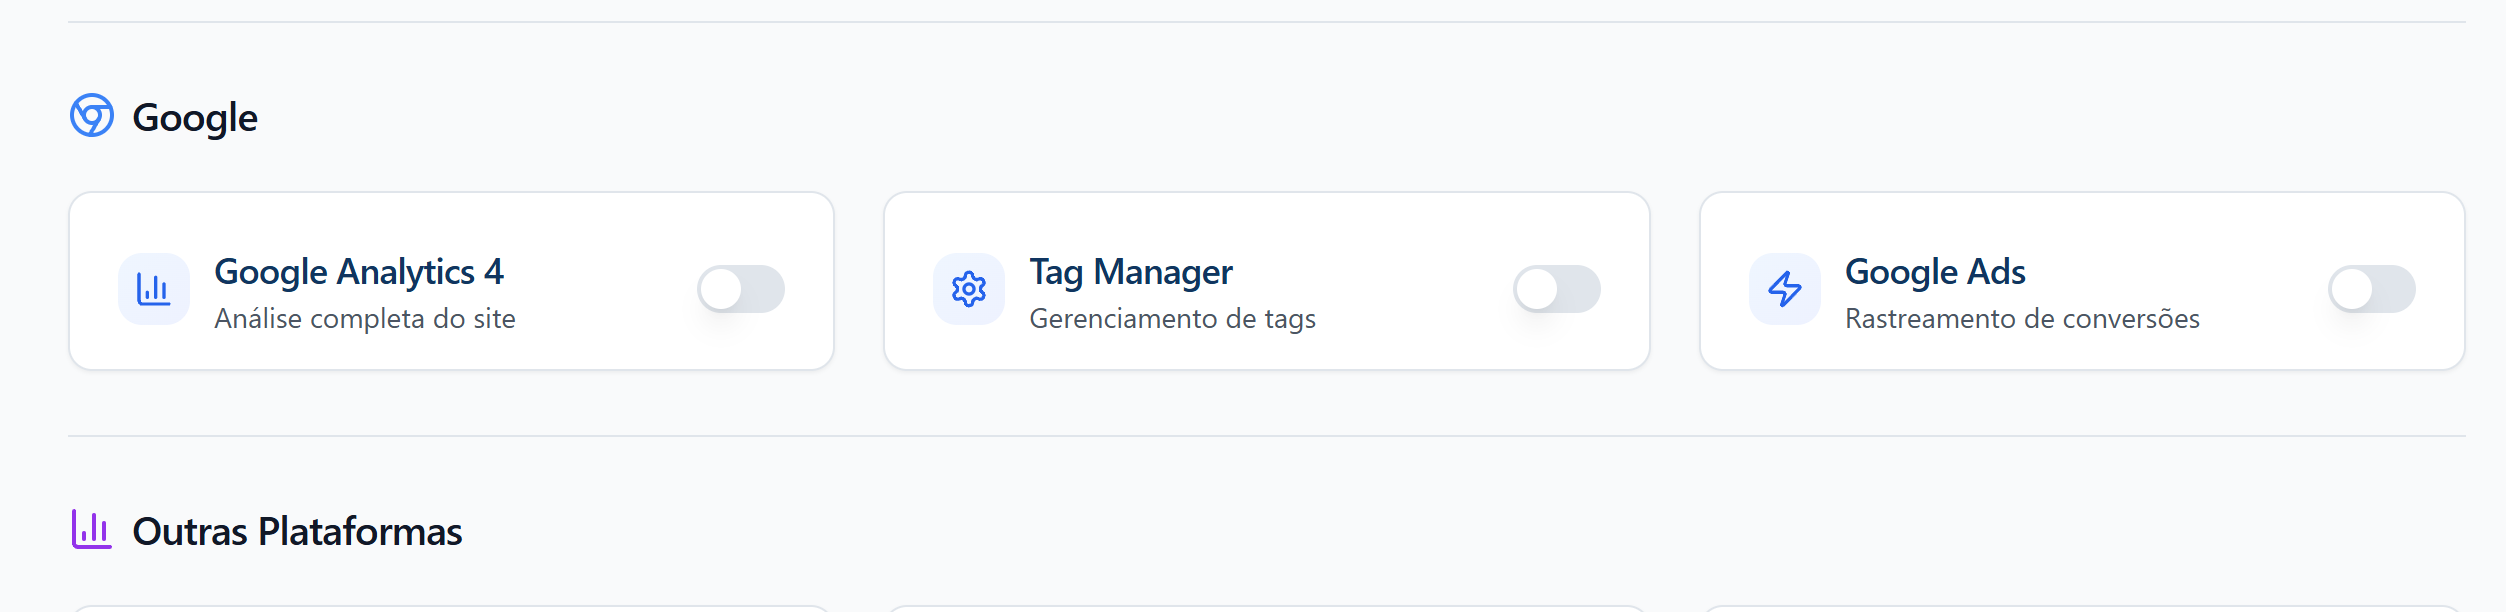 Google
Google Analytics 4
Análise completa do site
Tag Manager
Gerenciamento de tags
Google Ads
Rastreamento de conversões
Outras Plataformas